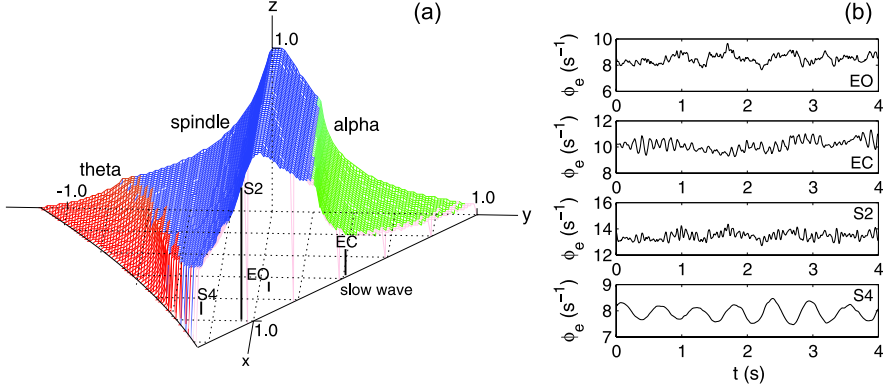 (a)
z
1.0
spindle
alpha
theta
-1.0
S2
1.0
y
EC
EO
S4
slow wave
1.0
x
(b)
ϕe (s−1)
10
8
6
EO
0 1 2 3 4
ϕe (s−1)
12
10
8
EC
0 1 2 3 4
ϕe (s−1)
16
14
12
S2
0 1 2 3 4
ϕe (s−1)
9
8
7
S4
0 1 2 3 4
t (s)